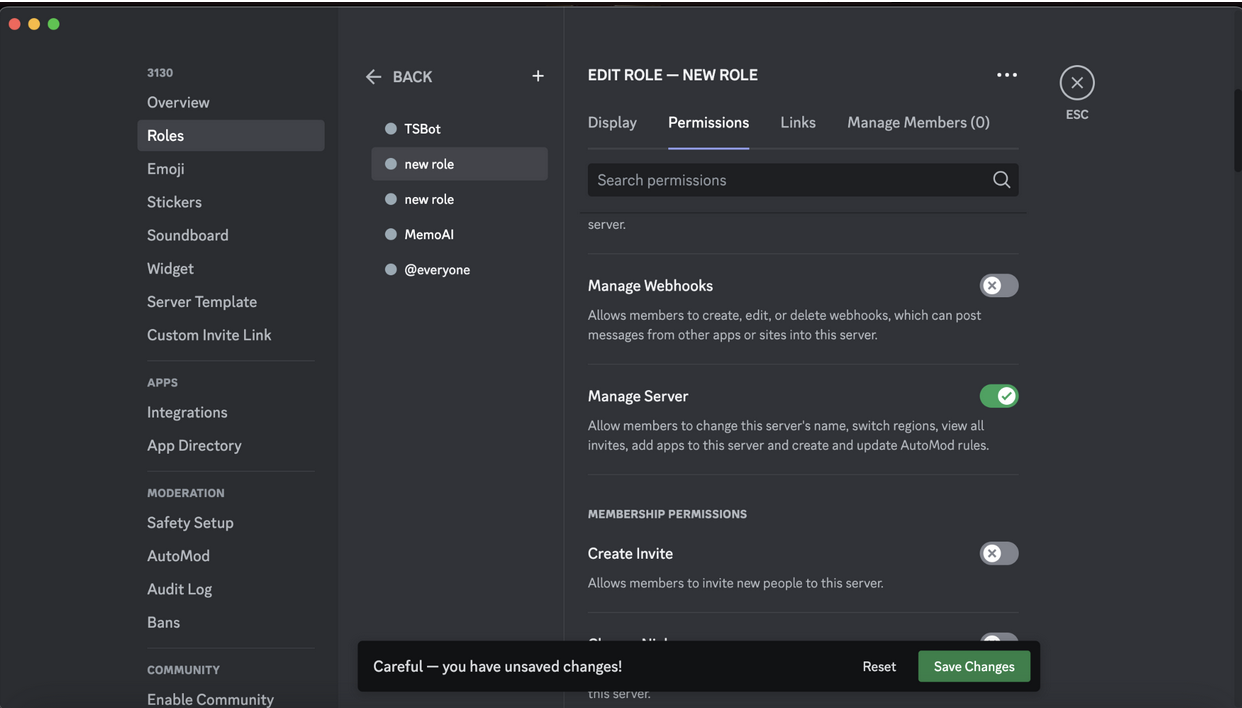 3130
Overview
Roles
Emoji
Stickers
Soundboard
Widget
Server Template
Custom Invite Link
APPS
Integrations
App Directory
MODERATION
Safety Setup
AutoMod
Audit Log
Bans
COMMUNITY
Enable Community
BACK
TSBot
new role
new role
MemoAI
@everyone
EDIT ROLE — NEW ROLE
ESC
Display Permissions Links Manage Members (0)
Search permissions
server.
Manage Webhooks
Allows members to create, edit, or delete webhooks, which can post
messages from other apps or sites into this server.
Manage Server
Allow members to change this server's name, switch regions, view all
invites, add apps to this server and create and update AutoMod rules.
MEMBERSHIP PERMISSIONS
Create Invite
Allows members to invite new people to this server.
Careful — you have unsaved changes!
Reset
Save Changes
this server.